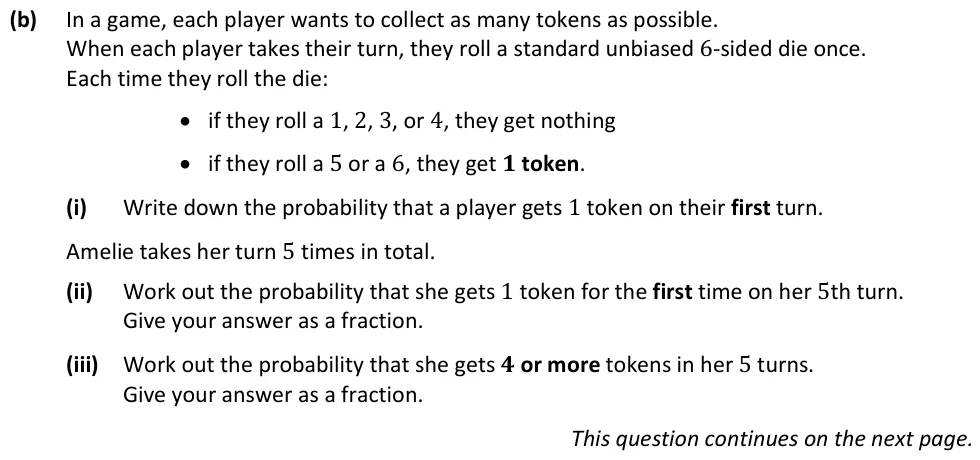 (b) In a game, each player wants to collect as many tokens as possible.
When each player takes their turn, they roll a standard unbiased 6-sided die once.
Each time they roll the die:
• if they roll a 1, 2, 3, or 4, they get nothing
• if they roll a 5 or a 6, they get 1 token.
(i) Write down the probability that a player gets 1 token on their first turn.
Amelie takes her turn 5 times in total.
(ii) Work out the probability that she gets 1 token for the first time on her 5th turn.
Give your answer as a fraction.
(iii) Work out the probability that she gets 4 or more tokens in her 5 turns.
Give your answer as a fraction.
This question continues on the next page.